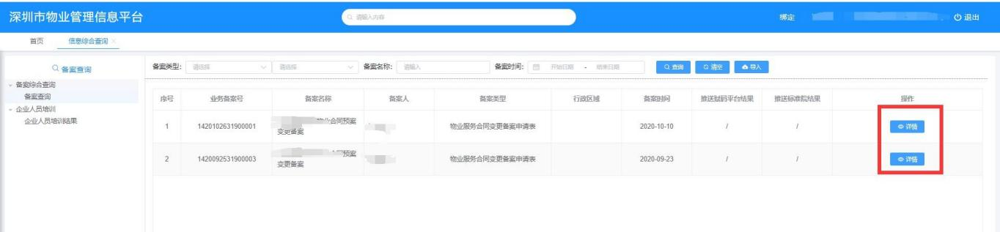 深圳市物业管理信息平台 请输入内容 绑定 退出
首页 信息综合查询 ×
备案查询
备案综合查询
备案查询
企业人员培训
企业人员培训结果
备案类型: 请选择 请选择 备案名称: 请输入 备案时间: 开始日期 - 结束日期 查询 清空 导入
序号 业务备案号 备案名称 备案人 备案类型 行政区域 备案时间 推送赋码平台结果 推送标准院结果 操作
1 1420102631900001 物业合同预案变更备案 物业服务合同变更备案申请表 2020-10-10 / / 详情
2 1420092531900003 预案变更备案 物业服务合同变更备案申请表 2020-09-23 / / 详情